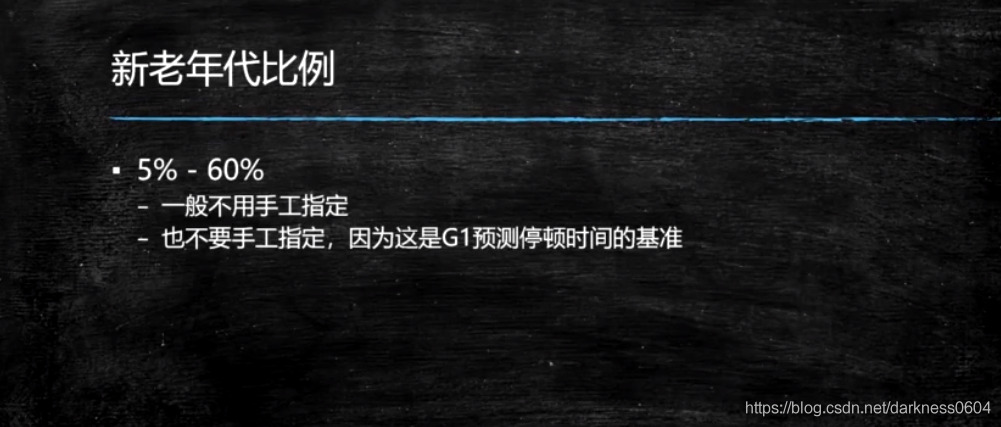 新老年代比例
▪ 5% - 60%
– 一般不用手工指定
– 也不要手工指定，因为这是G1预测停顿时间的基准
https://blog.csdn.net/darkness0604